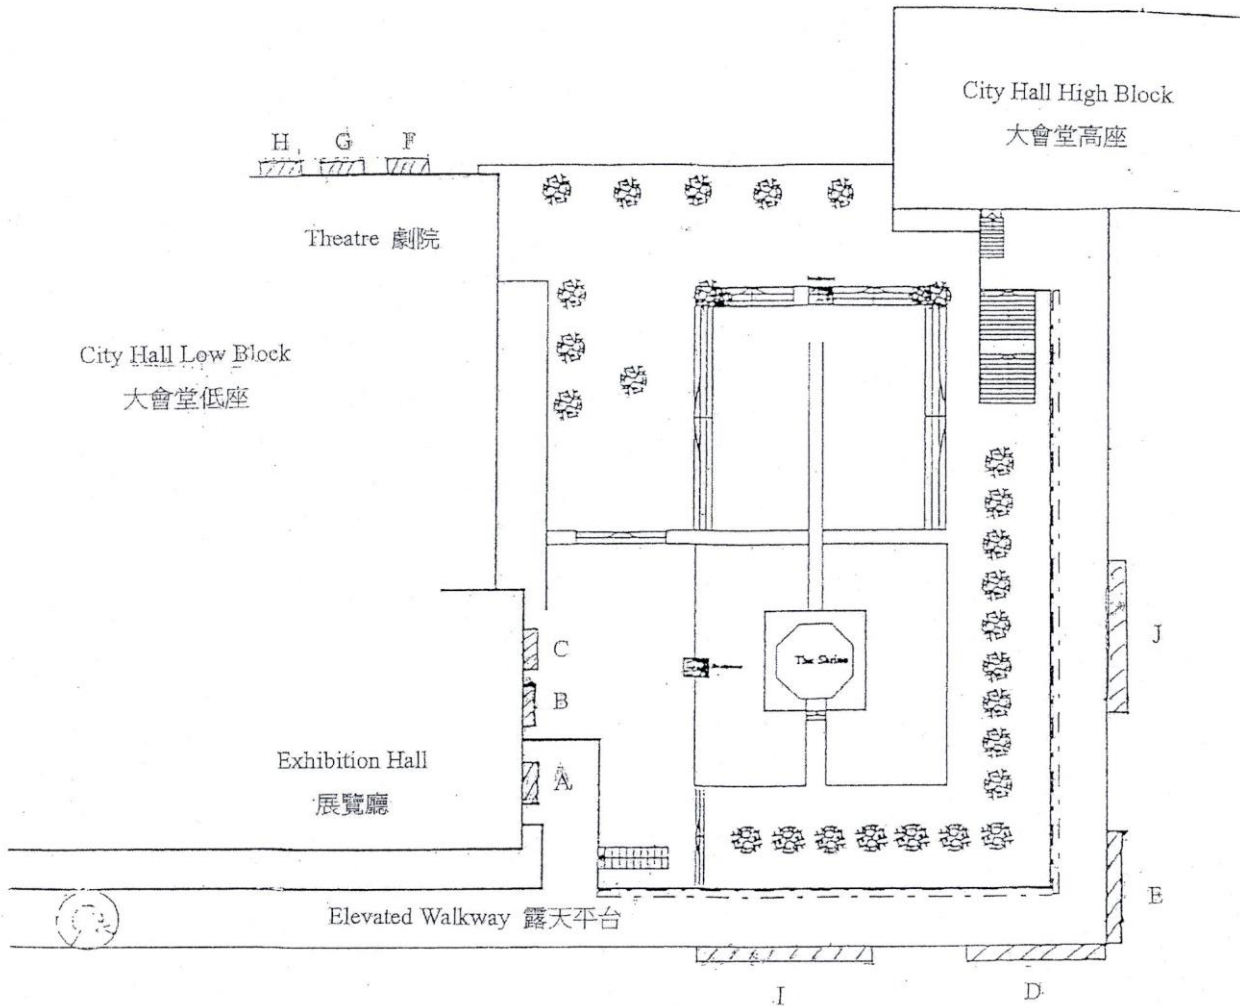 City Hall High Block
大會堂高座
H G F
Theatre 劇院
City Hall Low Block
大會堂低座
C
The Shrine
J
B
Exhibition Hall
展覽廳
A
E
Elevated Walkway 露天平台
I
D